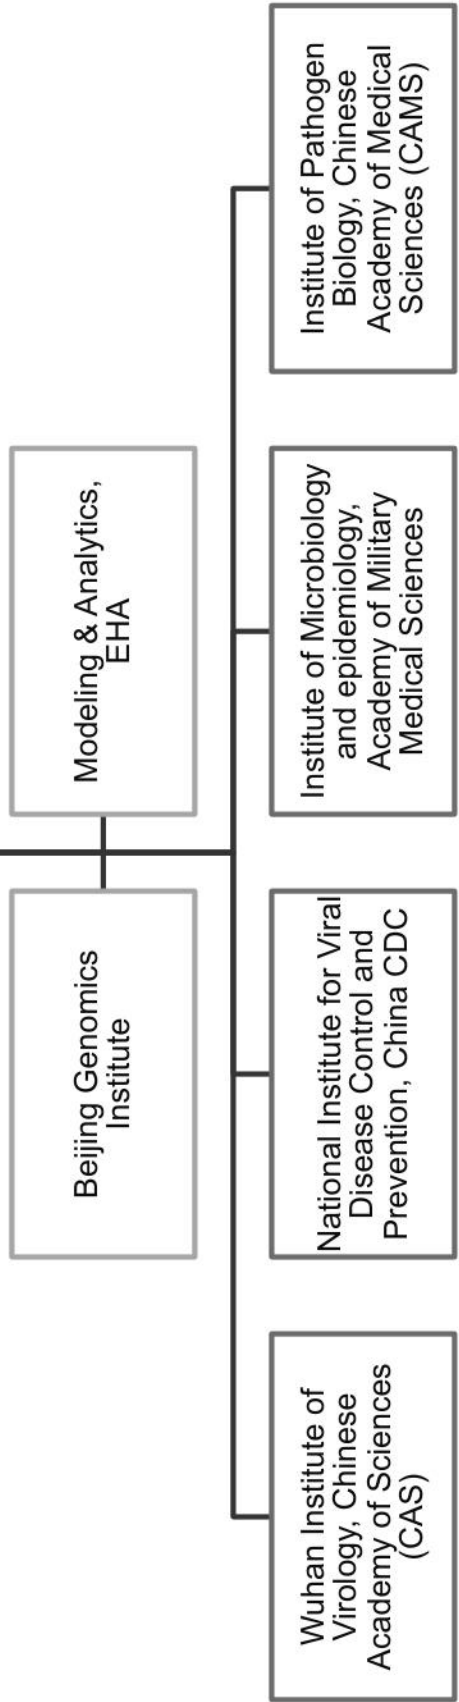 Beijing Genomics
Institute
Modeling & Analytics,
EHA
Wuhan Institute of
Virology, Chinese
Academy of Sciences
(CAS)
National Institute for Viral
Disease Control and
Prevention, China CDC
Institute of Microbiology
and epidemiology,
Academy of Military
Medical Sciences
Institute of Pathogen
Biology, Chinese
Academy of Medical
Sciences (CAMS)